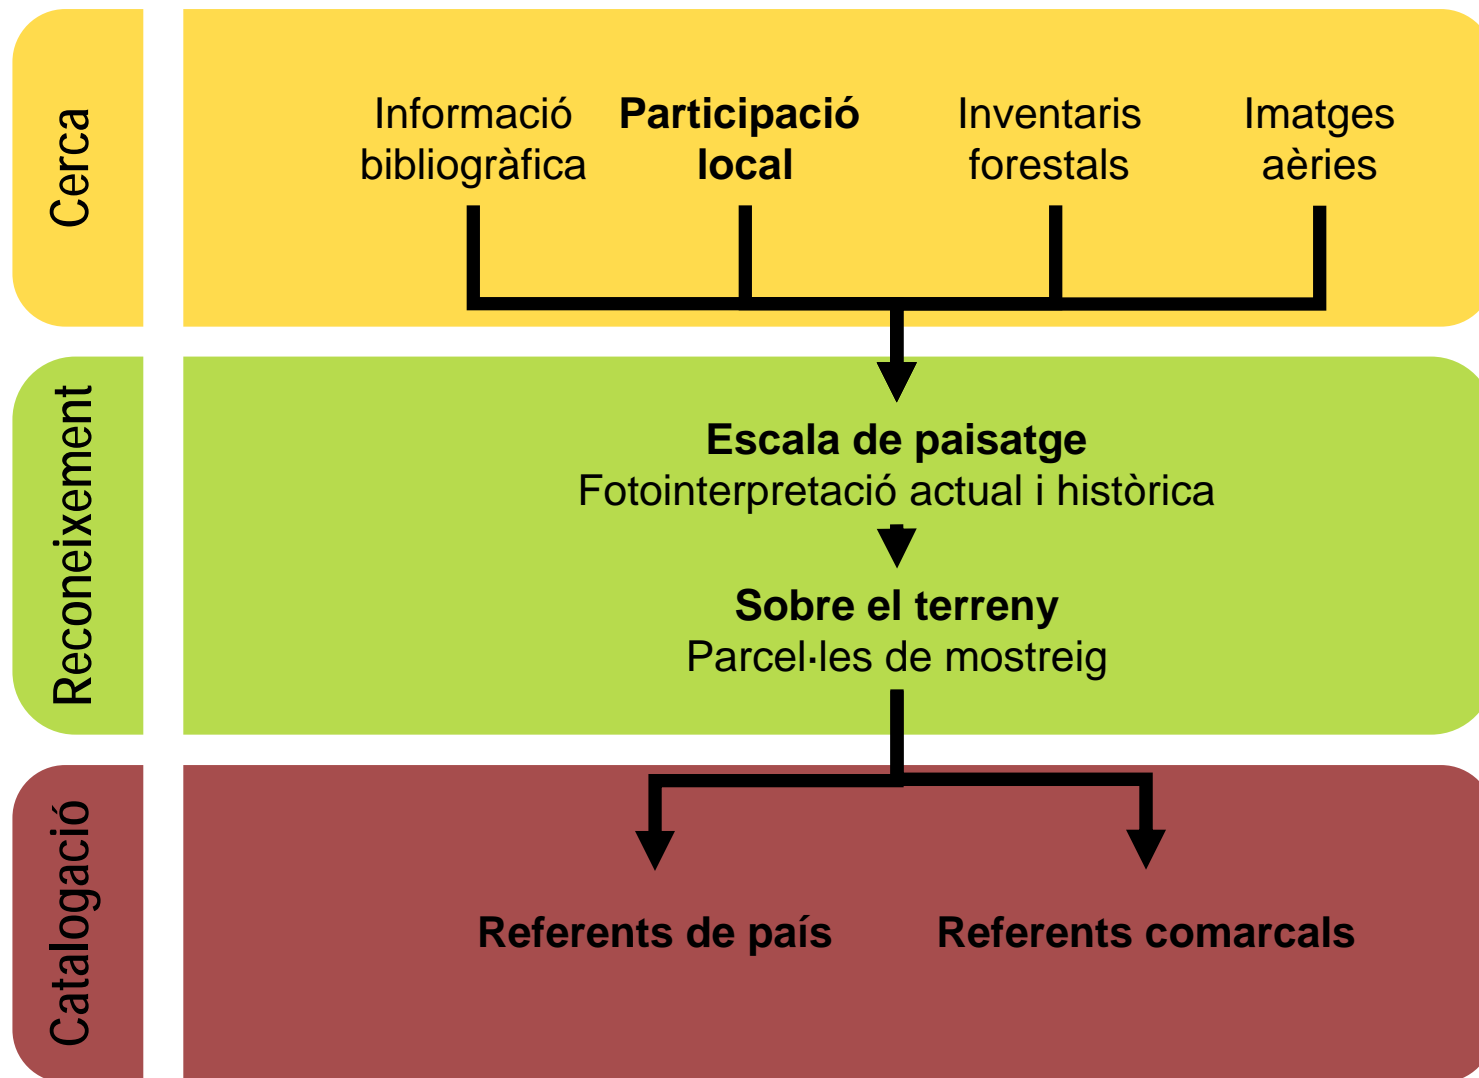 Cerca
Informació
bibliogràfica
Participació
local
Inventaris
forestals
Imatges
aèries
Reconeixement
Escala de paisatge
Fotointerpretació actual i històrica
Sobre el terreny
Parcel·les de mostreig
Catalogació
Referents de país
Referents comarcals